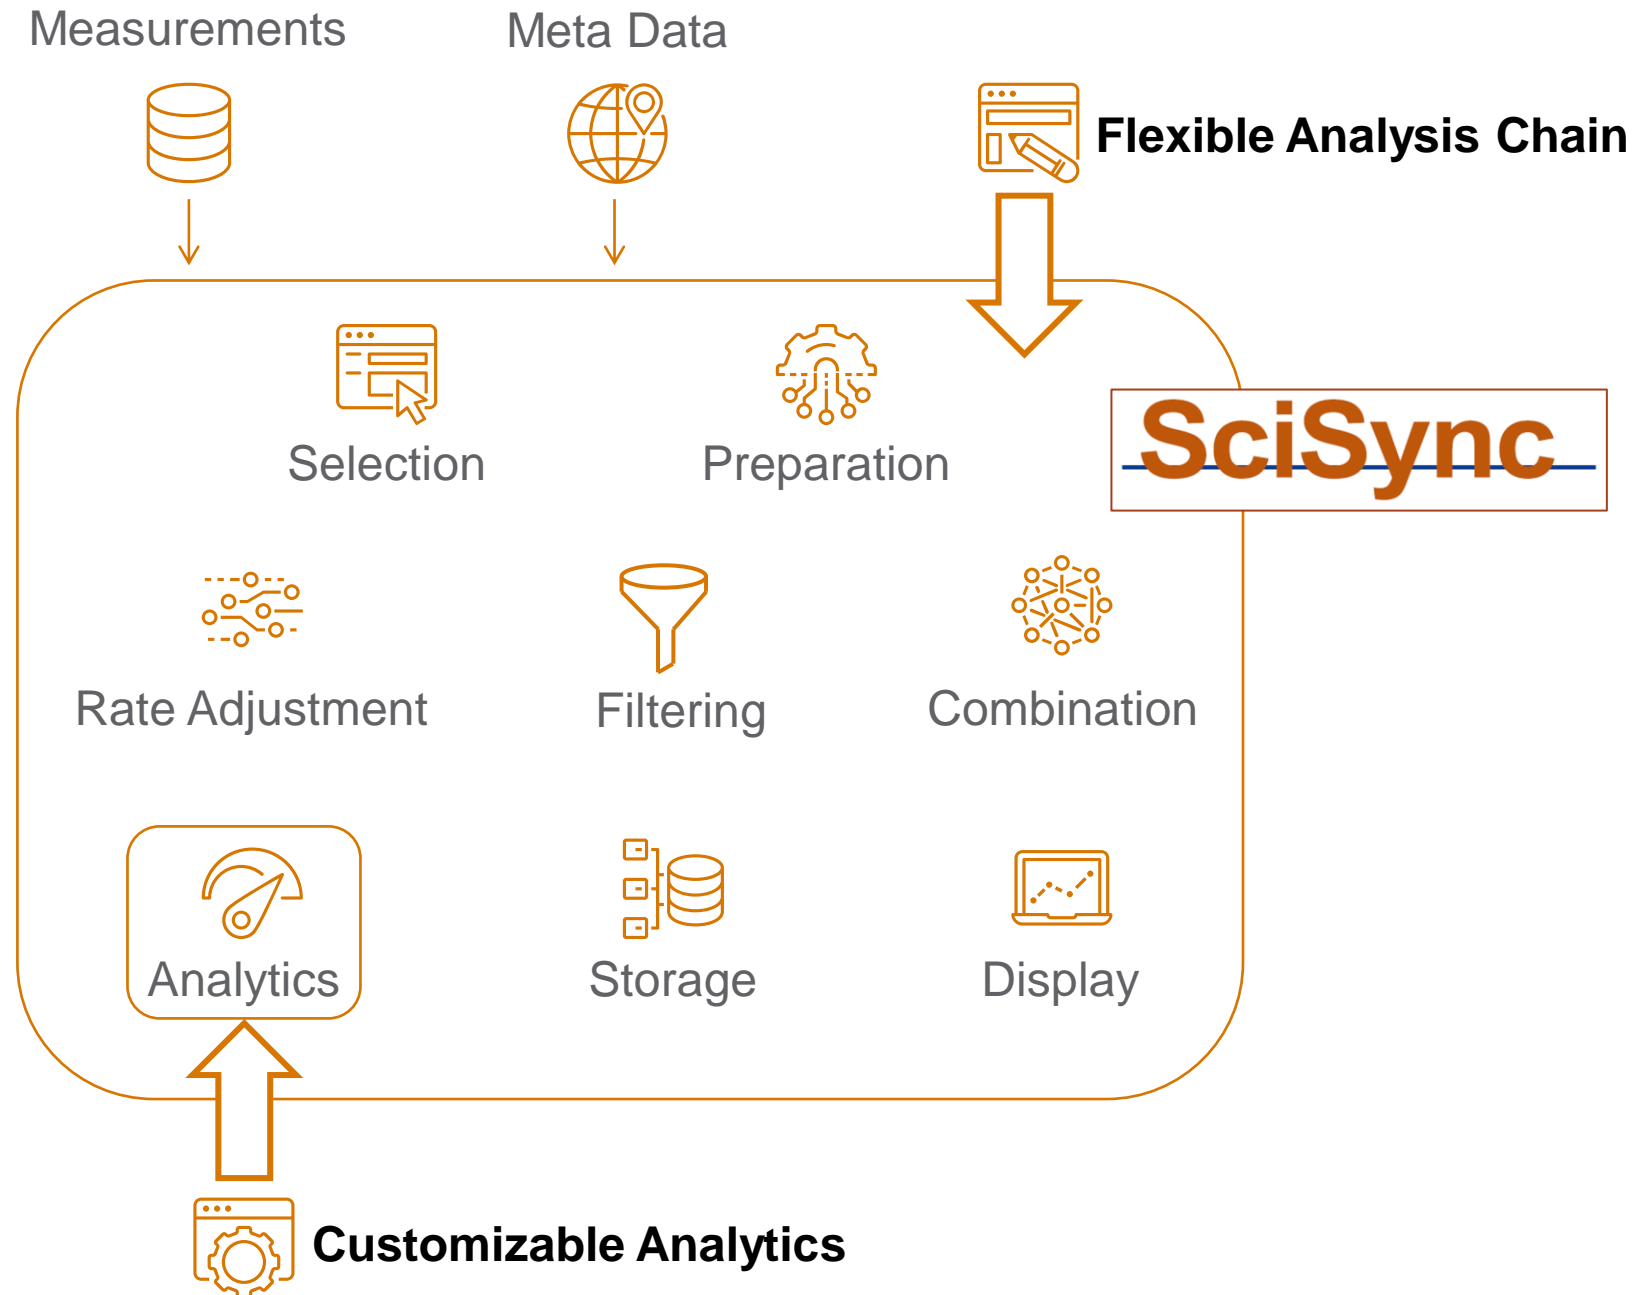 Measurements
Meta Data
Flexible Analysis Chain
Selection
Preparation
SciSync
Rate Adjustment
Filtering
Combination
Analytics
Storage
Display
Customizable Analytics